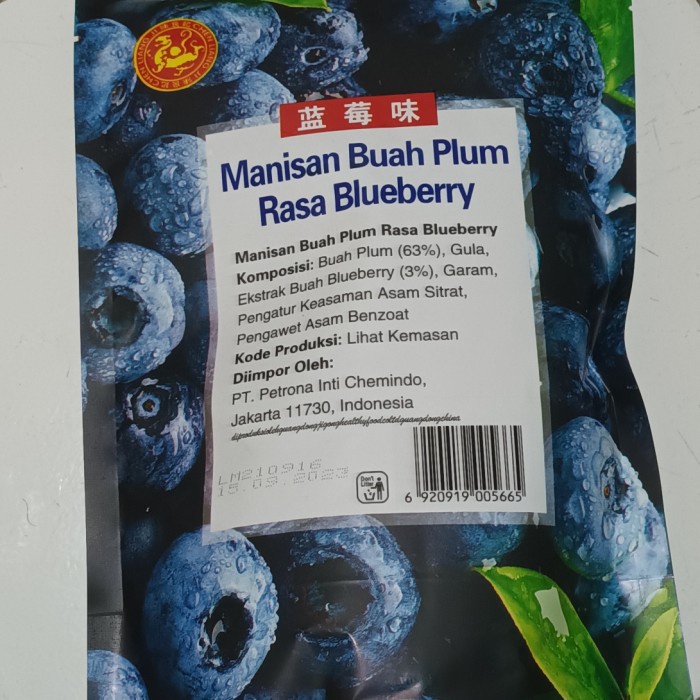 蓝莓味
Manisan Buah Plum
Rasa Blueberry
Manisan Buah Plum Rasa Blueberry
Komposisi: Buah Plum (63%), Gula,
Ekstrak Buah Blueberry (3%), Garam,
Pengatur Keasaman Asam Sitrat,
Pengawet Asam Benzoat
Kode Produksi: Lihat Kemasan
Diimpor Oleh:
PT. Petrona Inti Chemindo,
Jakarta 11730, Indonesia
LM210916
15.09.2023
Don't
Litter
6 920919 005665